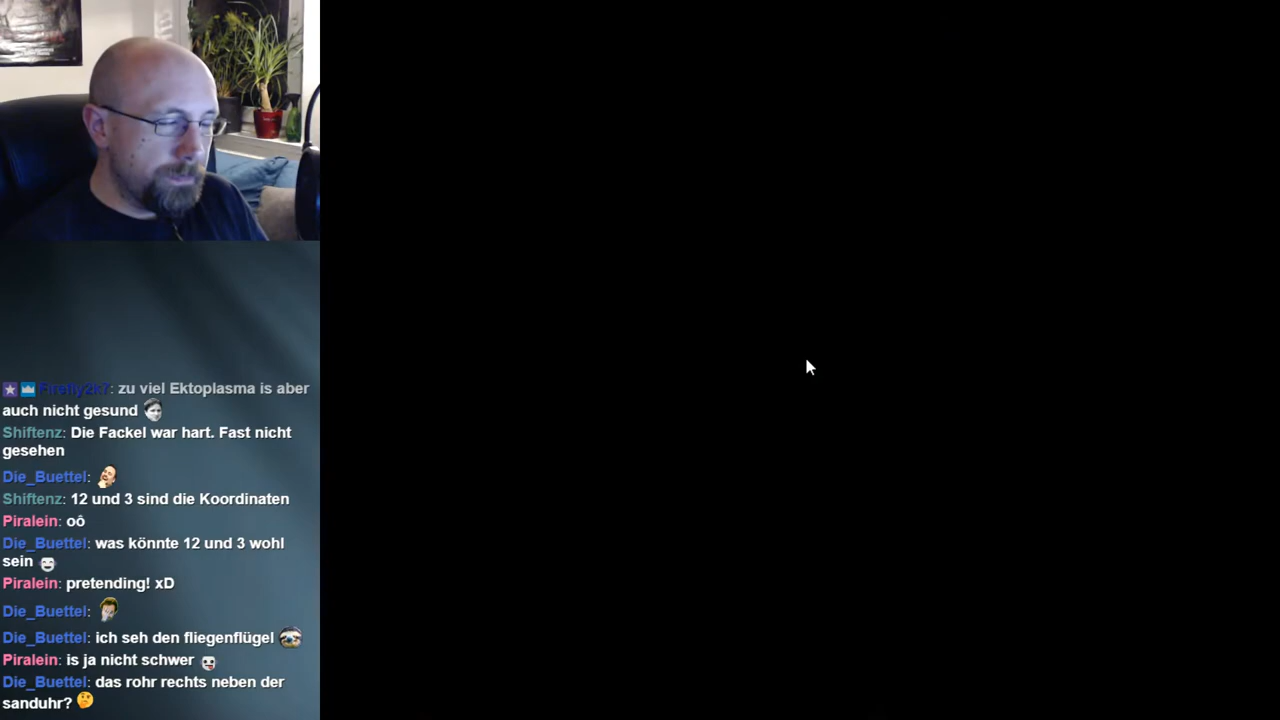 Firefly2k7: zu viel Ektoplasma is aber
auch nicht gesund
Shiftenz: Die Fackel war hart. Fast nicht
gesehen
Die_Buettel:
Shiftenz: 12 und 3 sind die Koordinaten
Piralein: oô
Die_Buettel: was könnte 12 und 3 wohl
sein
Piralein: pretending! xD
Die_Buettel:
Die_Buettel: ich seh den fliegenflügel
Piralein: is ja nicht schwer
Die_Buettel: das rohr rechts neben der
sanduhr?